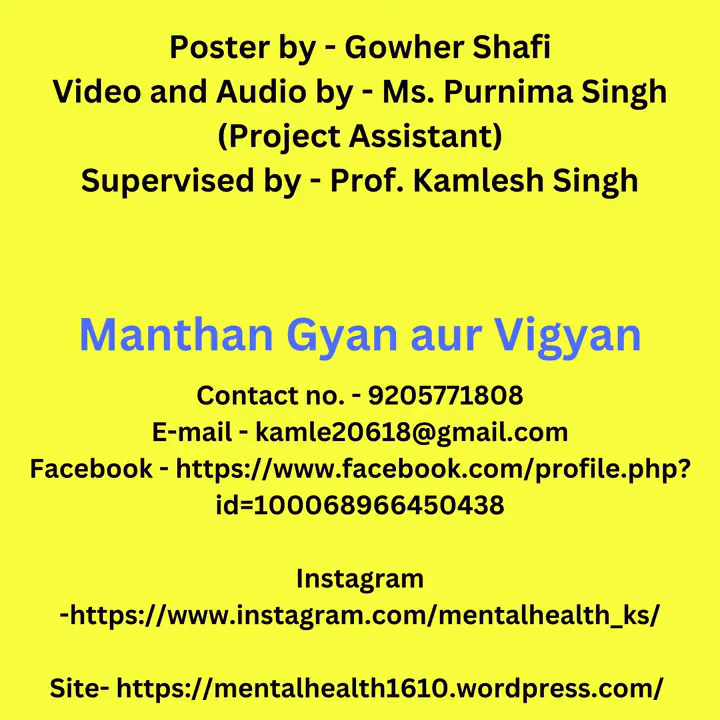 Poster by - Gowher Shafi
Video and Audio by - Ms. Purnima Singh
(Project Assistant)
Supervised by - Prof. Kamlesh Singh
Manthan Gyan aur Vigyan
Contact no. - 9205771808
E-mail - kamle20618@gmail.com
Facebook - https://www.facebook.com/profile.php?
id=100068966450438
Instagram
-https://www.instagram.com/mentalhealth_ks/
Site- https://mentalhealth1610.wordpress.com/